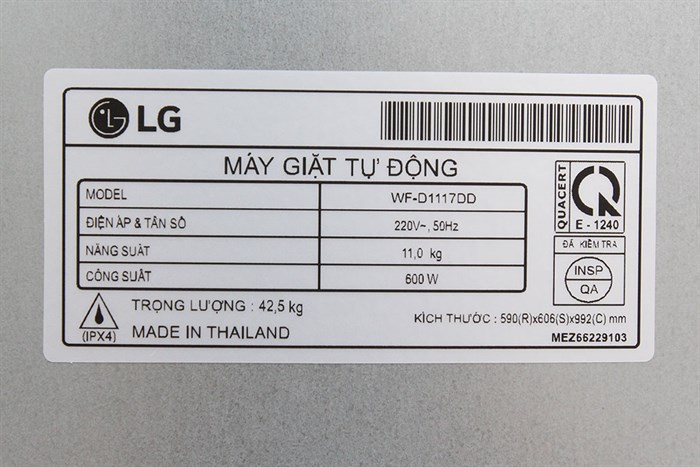 LG
MÁY GIẶT TỰ ĐỘNG
MODEL WF-D1117DD
ĐIỆN ÁP & TẦN SỐ 220V~, 50Hz
NĂNG SUẤT 11,0 kg
CÔNG SUẤT 600 W
QUACERT
E - 1240
ĐÃ KIỂM TRA
INSP
QA
TRỌNG LƯỢNG : 42,5 kg
(IPX4) MADE IN THAILAND
KÍCH THƯỚC : 590(R)x606(S)x992(C) mm
MEZ66229103